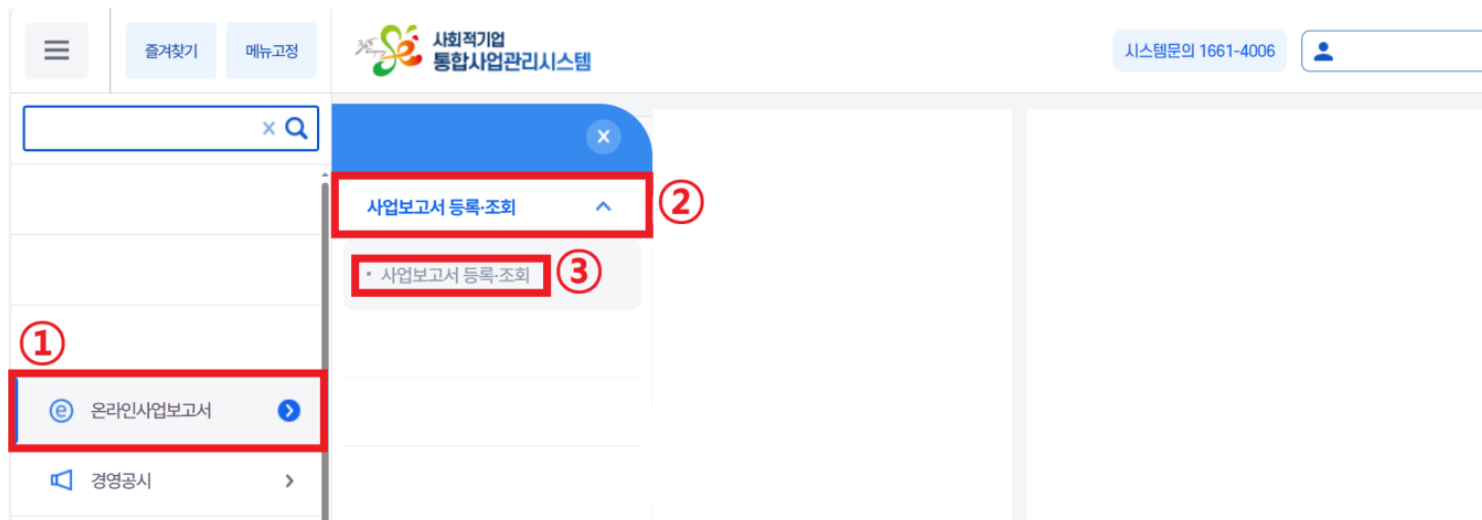 즐겨찾기
메뉴고정
사회적기업
통합사업관리시스템
시스템문의 1661-4006
②
사업보고서 등록·조회
③
사업보고서 등록·조회
①
온라인사업보고서
경영공시